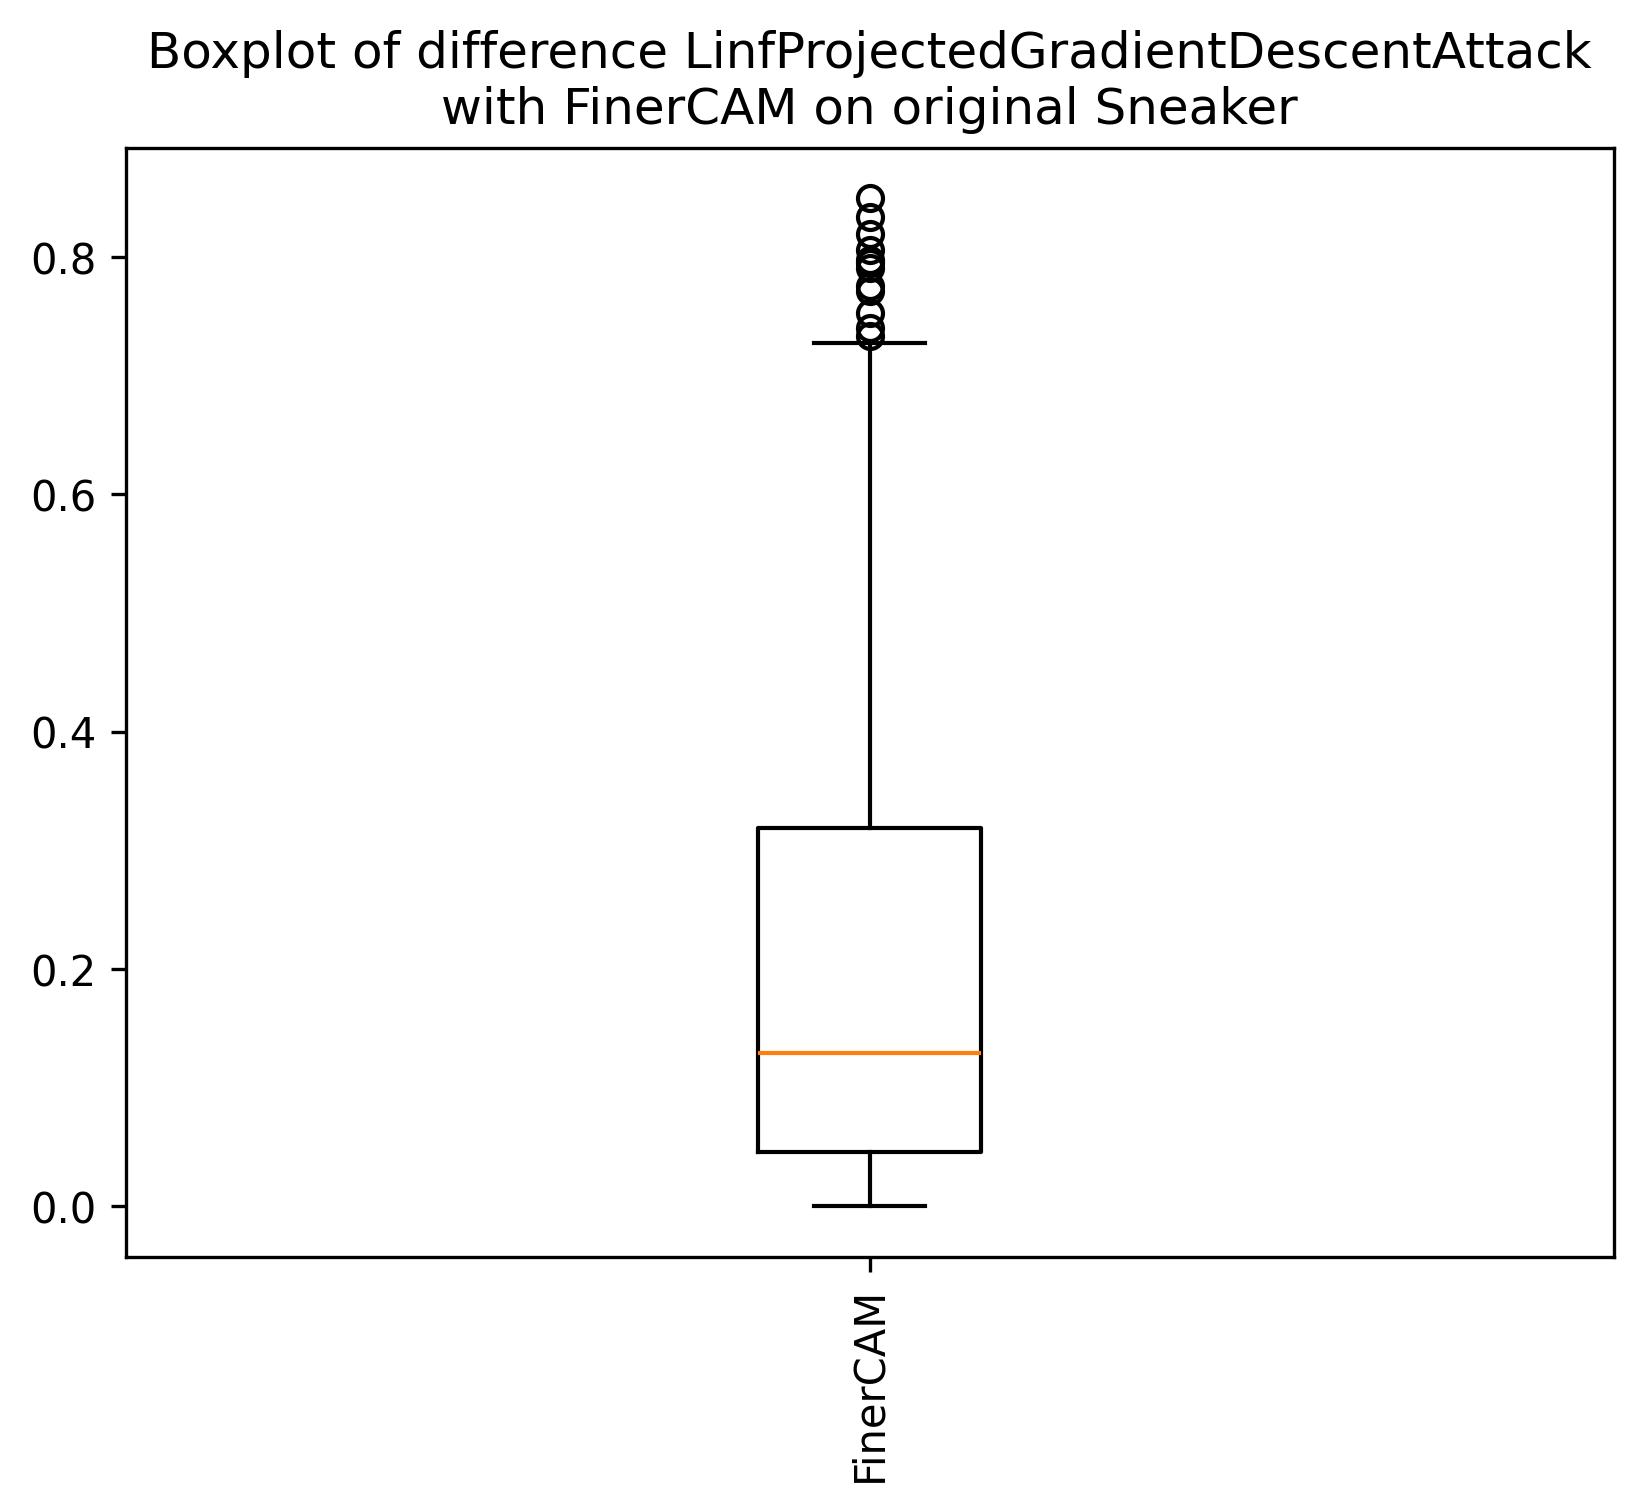 Boxplot of difference LinfProjectedGradientDescentAttack
with FinerCAM on original Sneaker
0.8
0.6
0.4
0.2
0.0
FinerCAM